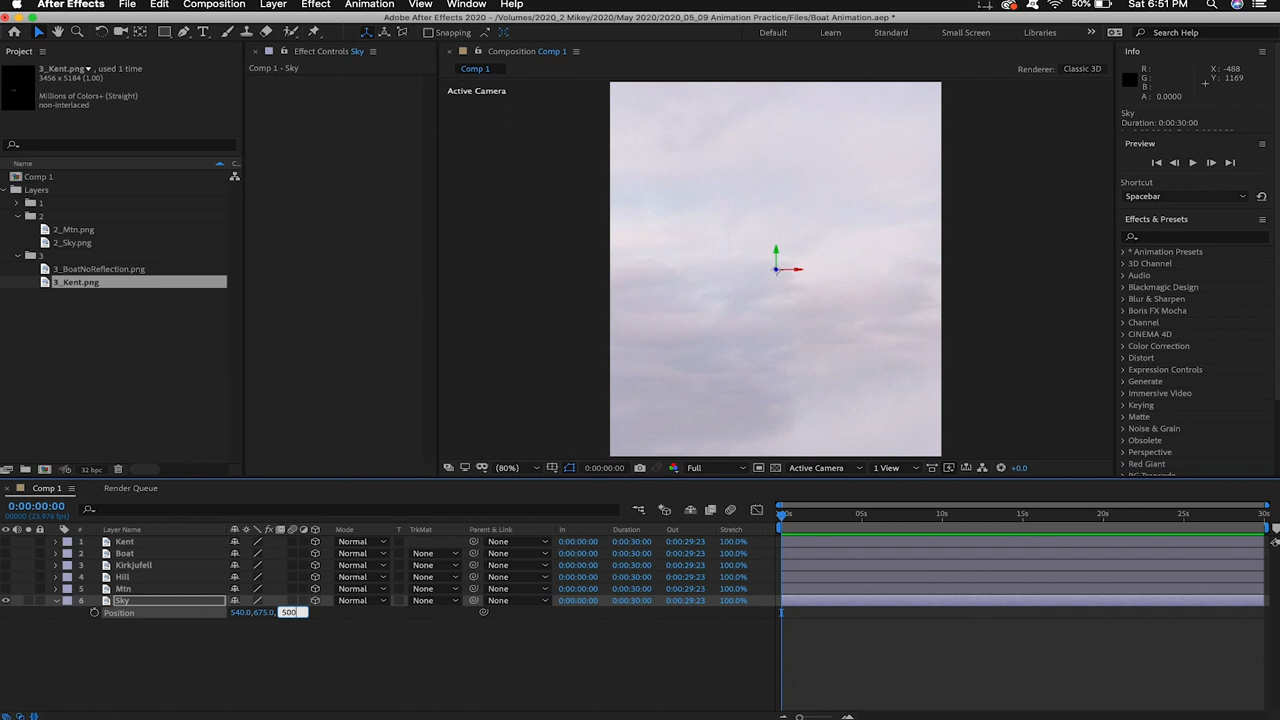 After Effects File Edit Composition Layer Effect Animation View Window Help 50% Sat 6:51 PM
Adobe After Effects 2020 - /Volumes/2020_2 Mikey/2020/May 2020/2020_05_09 Animation Practice/Files/Boat Animation.aep *
Snapping Default Learn Standard Small Screen Libraries Search Help
Project Effect Controls Sky Composition Comp 1 Info
3_Kent.png , used 1 time
3456 x 5184 (1.00)
Millions of Colors+ (Straight)
non-interlaced
Comp 1 - Sky
Comp 1 Renderer: Classic 3D
Active Camera
R :
G :
B :
A : 0.0000
X : -488
Y : 1169
Sky
Duration: 0:00:30:00
Preview
Shortcut
Spacebar
Effects & Presets
Name C..
Comp 1
Layers
1
2
2_Mtn.png
2_Sky.png
3
3_BoatNoReflection.png
3_Kent.png
* Animation Presets
3D Channel
Audio
Blackmagic Design
Blur & Sharpen
Boris FX Mocha
Channel
CINEMA 4D
Color Correction
Distort
Expression Controls
Generate
Immersive Video
Keying
Matte
Noise & Grain
Obsolete
Perspective
Red Giant
32 bpc
(80%) 0:00:00:00 Full Active Camera 1 View +0.0
Comp 1 Render Queue
0:00:00:00
00000 (23.976 fps)
05s 10s 15s 20s 25s 30s
# Layer Name Mode T TrkMat Parent & Link In Duration Out Stretch
1 Kent Normal None 0:00:00:00 0:00:30:00 0:00:29:23 100.0%
2 Boat Normal None None 0:00:00:00 0:00:30:00 0:00:29:23 100.0%
3 Kirkjufell Normal None None 0:00:00:00 0:00:30:00 0:00:29:23 100.0%
4 Hill Normal None None 0:00:00:00 0:00:30:00 0:00:29:23 100.0%
5 Mtn Normal None None 0:00:00:00 0:00:30:00 0:00:29:23 100.0%
6 Sky Normal None None 0:00:00:00 0:00:30:00 0:00:29:23 100.0%
Position 540.0,675.0, 500